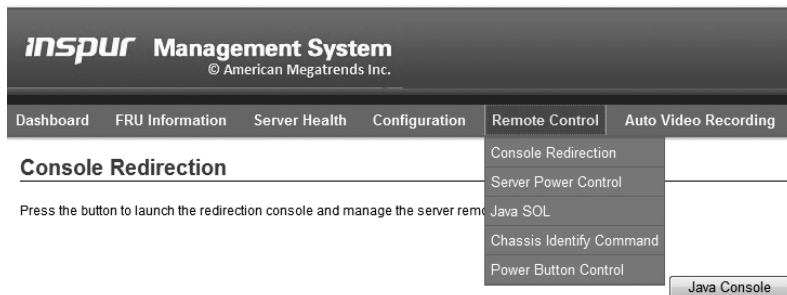 inspur Management System
© American Megatrends Inc.
Dashboard FRU Information Server Health Configuration Remote Control Auto Video Recording
Console Redirection
Console Redirection
Server Power Control
Press the button to launch the redirection console and manage the server remo
Java SOL
Chassis Identify Command
Power Button Control
Java Console